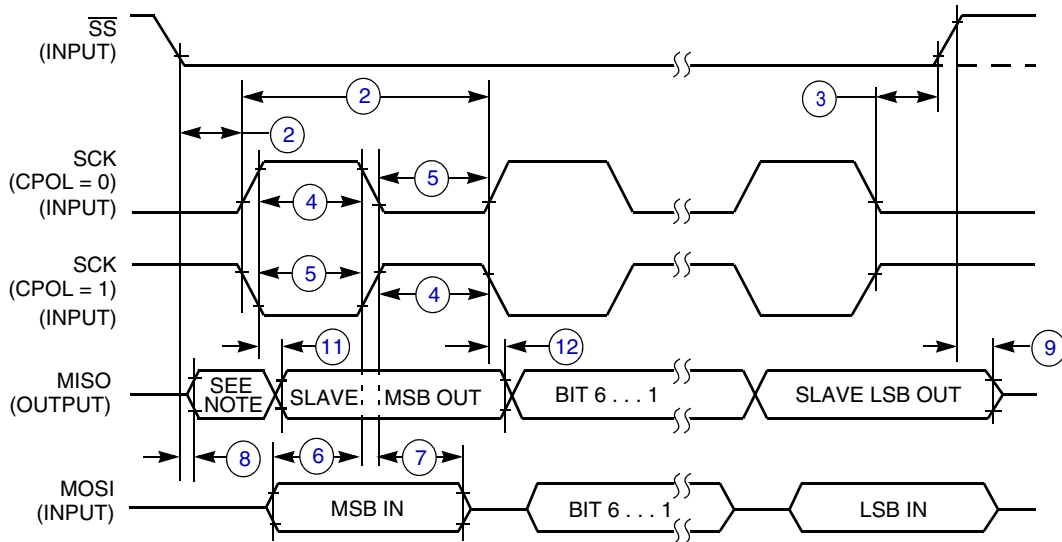 SS
(INPUT)
2
3
2
SCK
(CPOL = 0)
(INPUT)
5
4
SCK
(CPOL = 1)
(INPUT)
5
4
11
12
9
MISO
(OUTPUT)
SEE
NOTE
SLAVE
MSB OUT
BIT 6 . . . 1
SLAVE LSB OUT
8
6
7
MOSI
(INPUT)
MSB IN
BIT 6 . . . 1
LSB IN